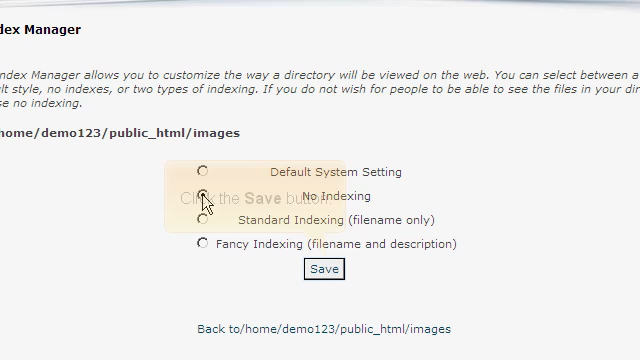 dex Manager
ndex Manager allows you to customize the way a directory will be viewed on the web. You can select between a
lt style, no indexes, or two types of indexing. If you do not wish for people to be able to see the files in your dir
se no indexing.
home/demo123/public_html/images
Default System Setting
No Indexing
Click the Save button.
Standard Indexing (filename only)
Fancy Indexing (filename and description)
Save
Back to/home/demo123/public_html/images